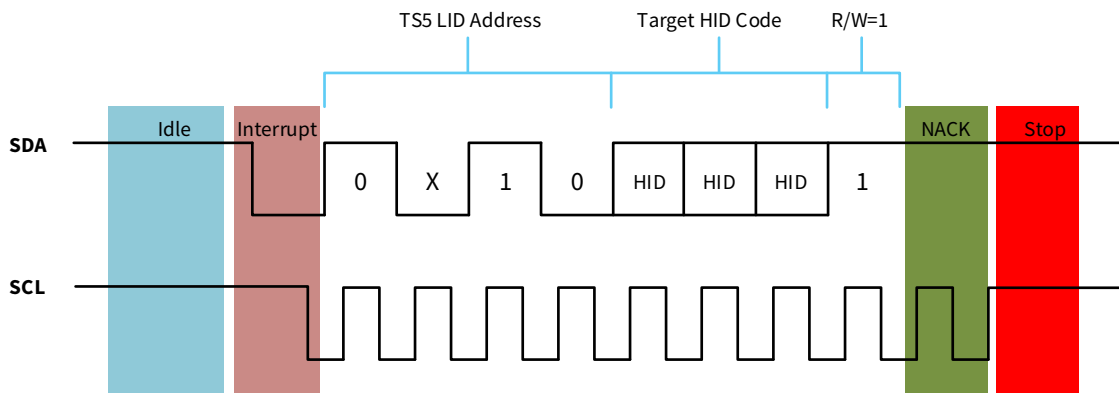 TS5 LID Address Target HID Code R/W=1
Idle Interrupt NACK Stop
SDA
0 X 1 0 HID HID HID 1
SCL